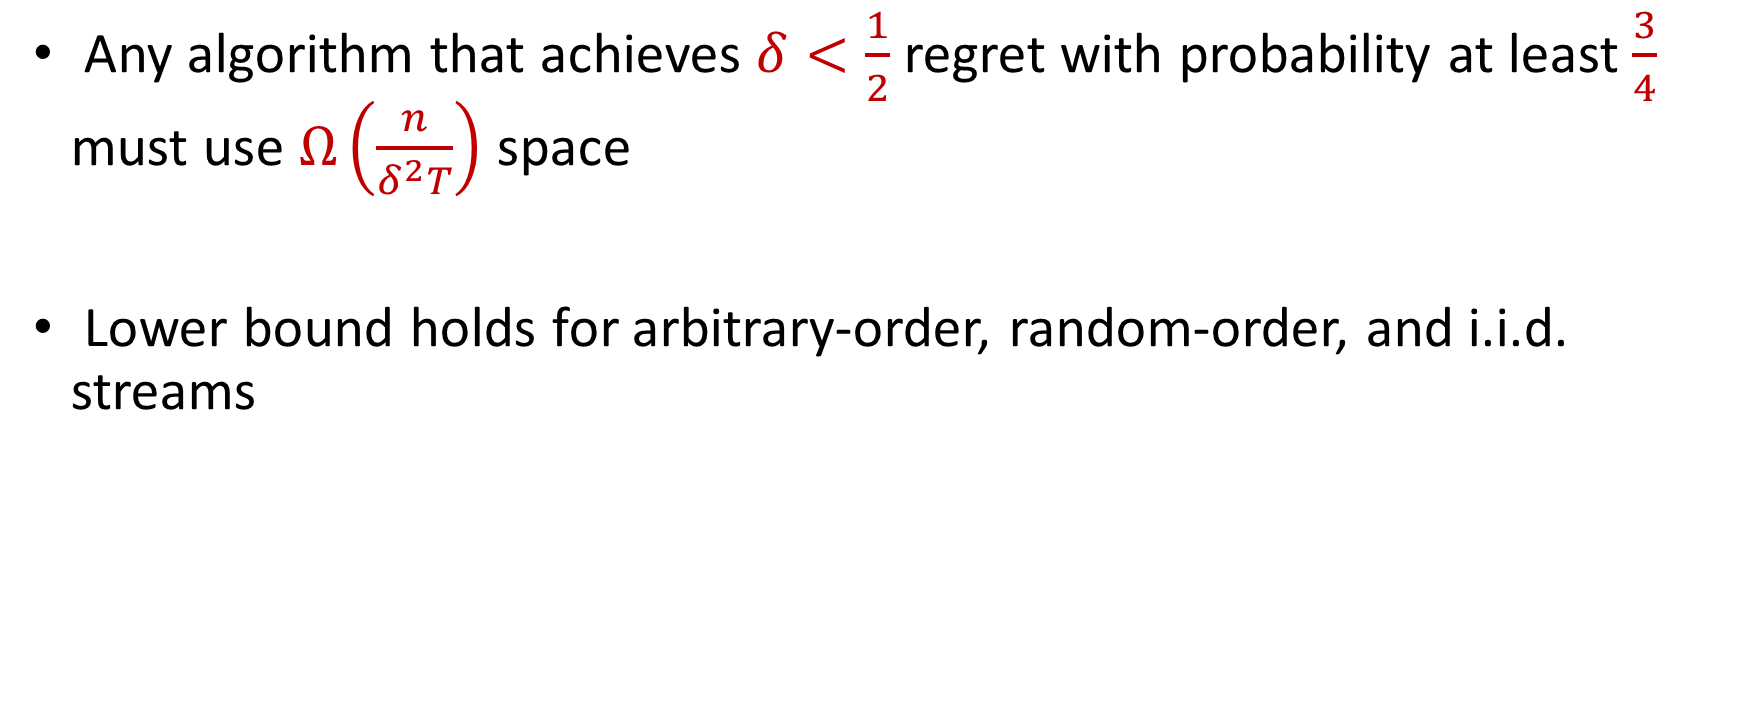 • Any algorithm that achieves δ < 1/2 regret with probability at least 3/4
must use Ω(n/(δ²T)) space
• Lower bound holds for arbitrary-order, random-order, and i.i.d.
streams